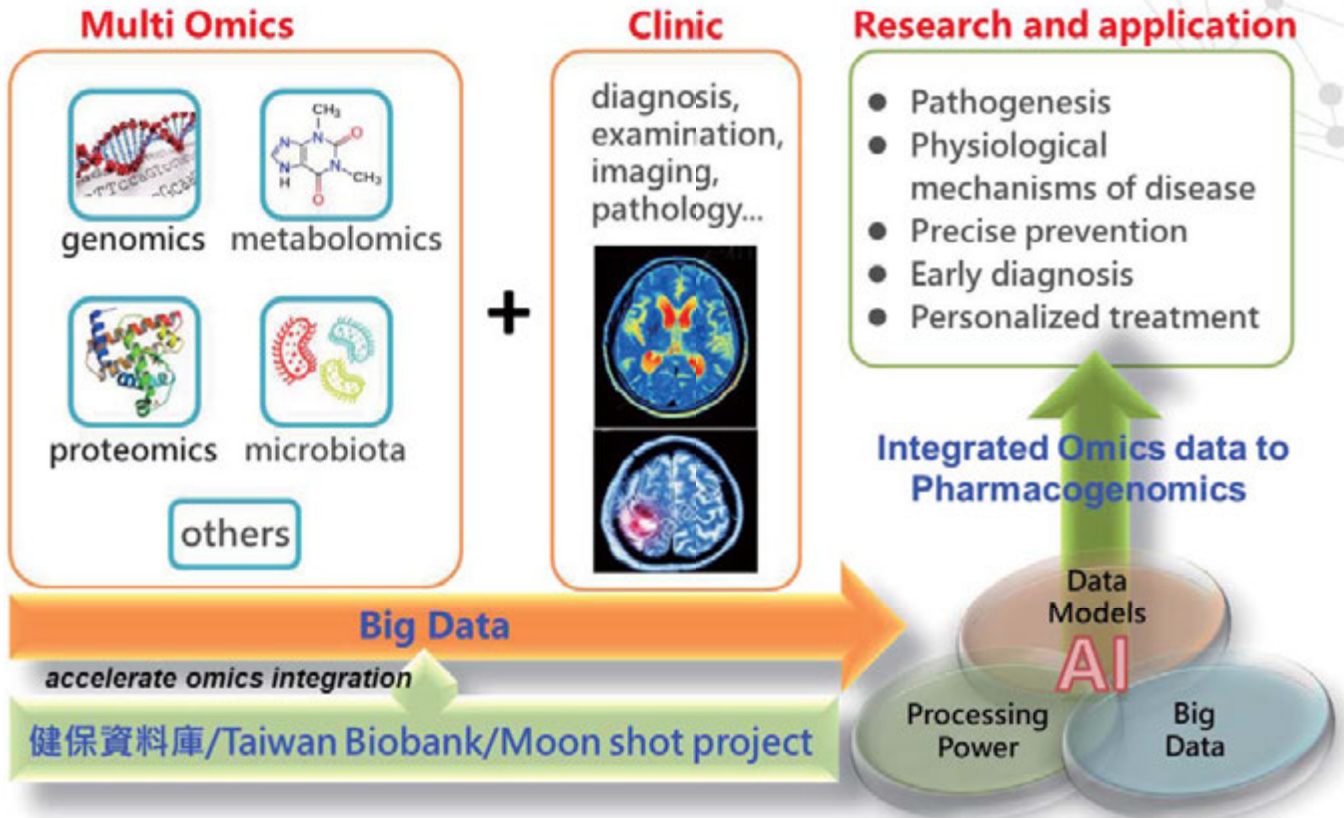 Multi Omics
genomics
metabolomics
CH₃
N
N
O
N
H
N
CH₃
O
proteomics
microbiota
others
+
Clinic
diagnosis,
examination,
imaging,
pathology...
Research and application
● Pathogenesis
● Physiological
mechanisms of disease
● Precise prevention
● Early diagnosis
● Personalized treatment
Integrated Omics data to
Pharmacogenomics
Data
Models
AI
Processing
Power
Big
Data
Big Data
accelerate omics integration
健保資料庫/Taiwan Biobank/Moon shot project